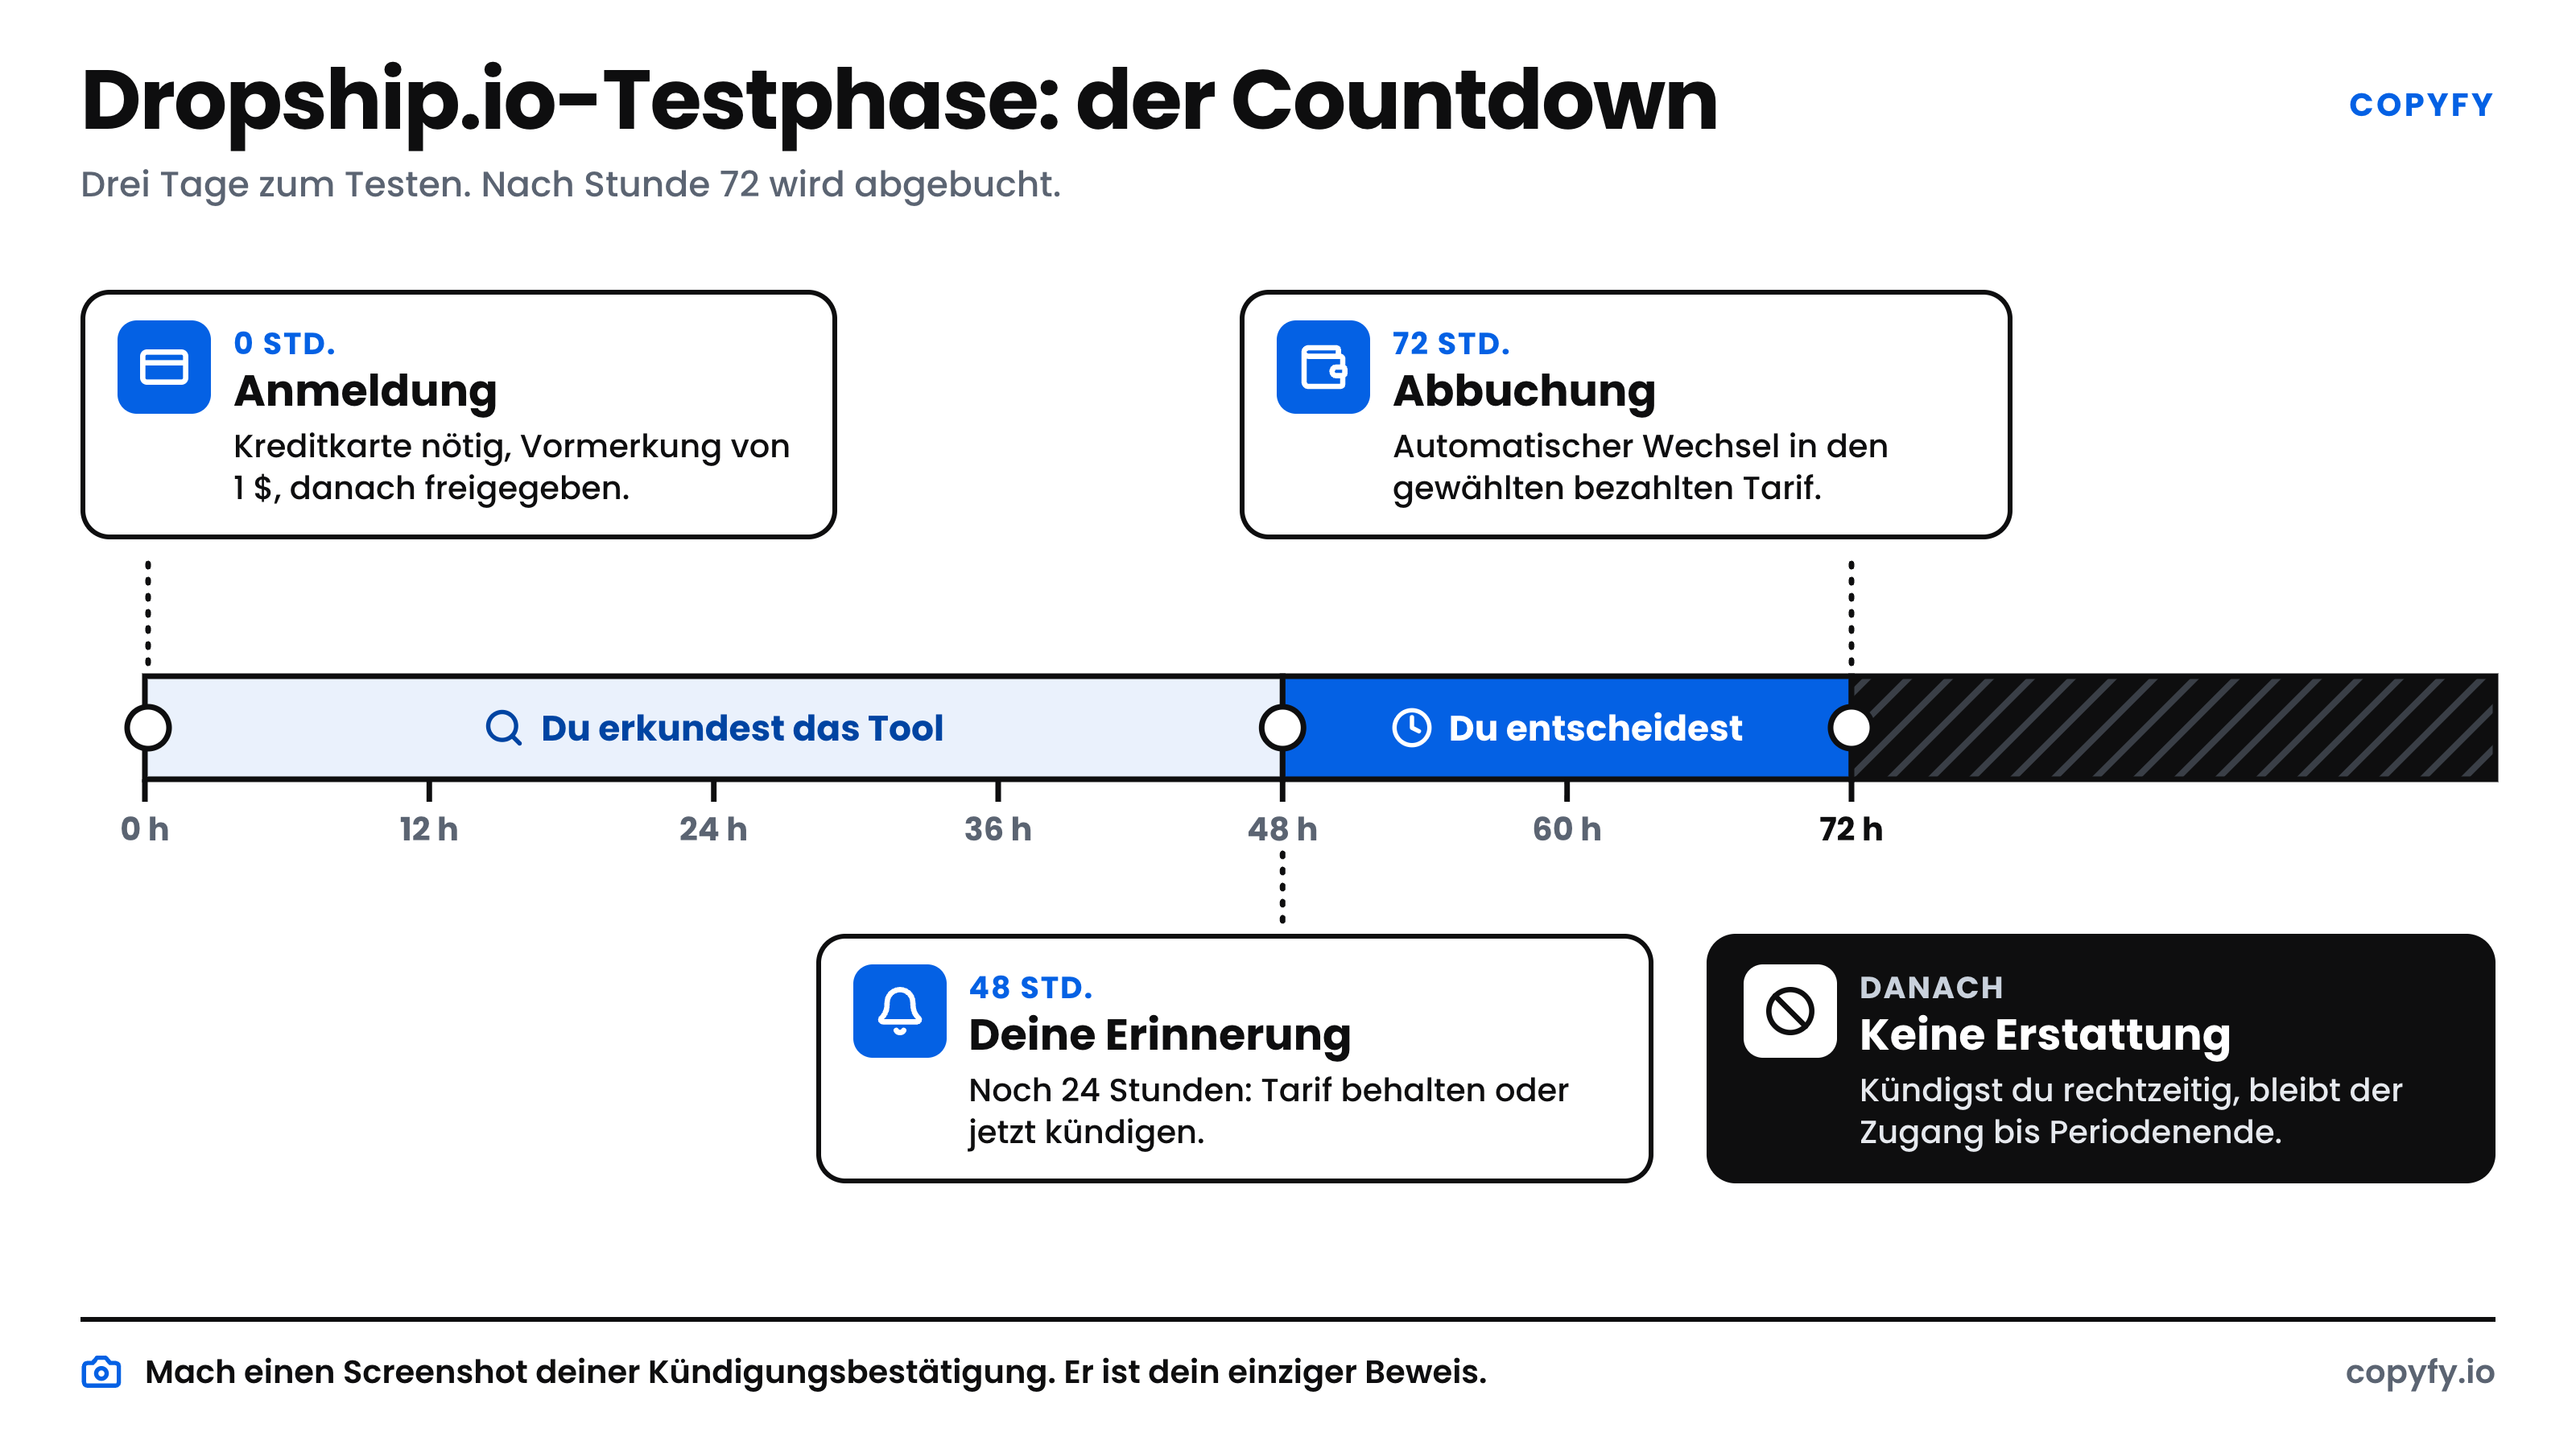 Dropship.io-Testphase: der Countdown
COPYFY
Drei Tage zum Testen. Nach Stunde 72 wird abgebucht.
0 STD.
Anmeldung
Kreditkarte nötig, Vormerkung von
1 $, danach freigegeben.
72 STD.
Abbuchung
Automatischer Wechsel in den
gewählten bezahlten Tarif.
Du erkundest das Tool
Du entscheidest
0 h
12 h
24 h
36 h
48 h
60 h
72 h
48 STD.
Deine Erinnerung
Noch 24 Stunden: Tarif behalten oder
jetzt kündigen.
DANACH
Keine Erstattung
Kündigst du rechtzeitig, bleibt der
Zugang bis Periodenende.
Mach einen Screenshot deiner Kündigungsbestätigung. Er ist dein einziger Beweis.
copyfy.io